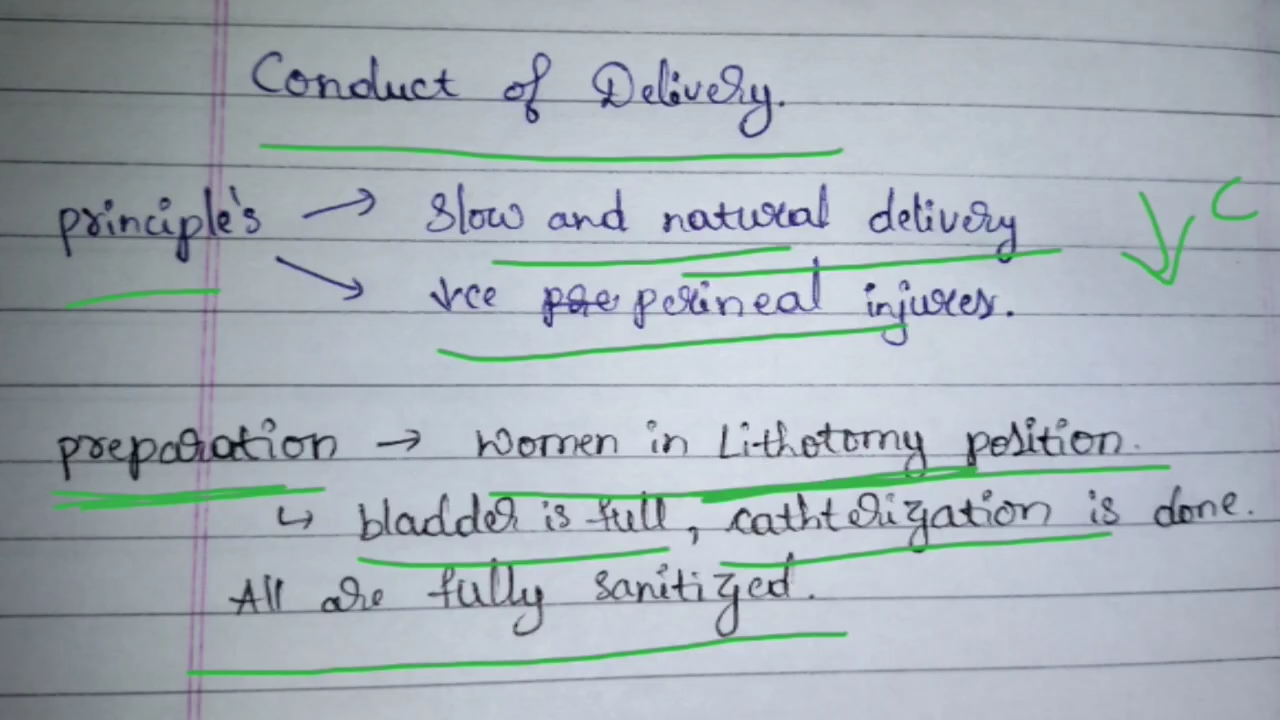 Conduct of Delivery.
principle's → Slow and natural delivery
↘ ↓ce perineal injures.
preparation → women in Lithotomy position.
↳ bladder is full, cathterization is done.
All are fully sanitized.